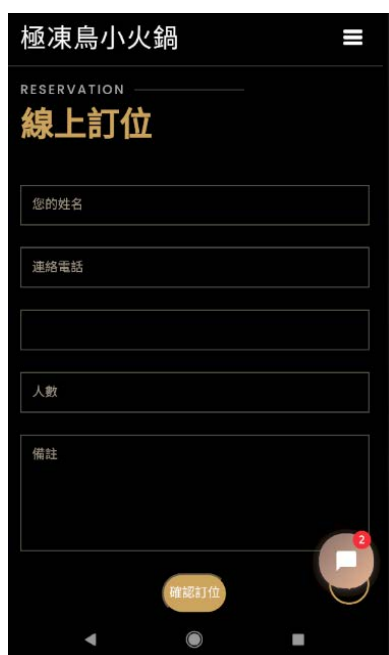 極凍鳥小火鍋
RESERVATION
線上訂位
您的姓名
連絡電話
人數
備註
2
確認訂位